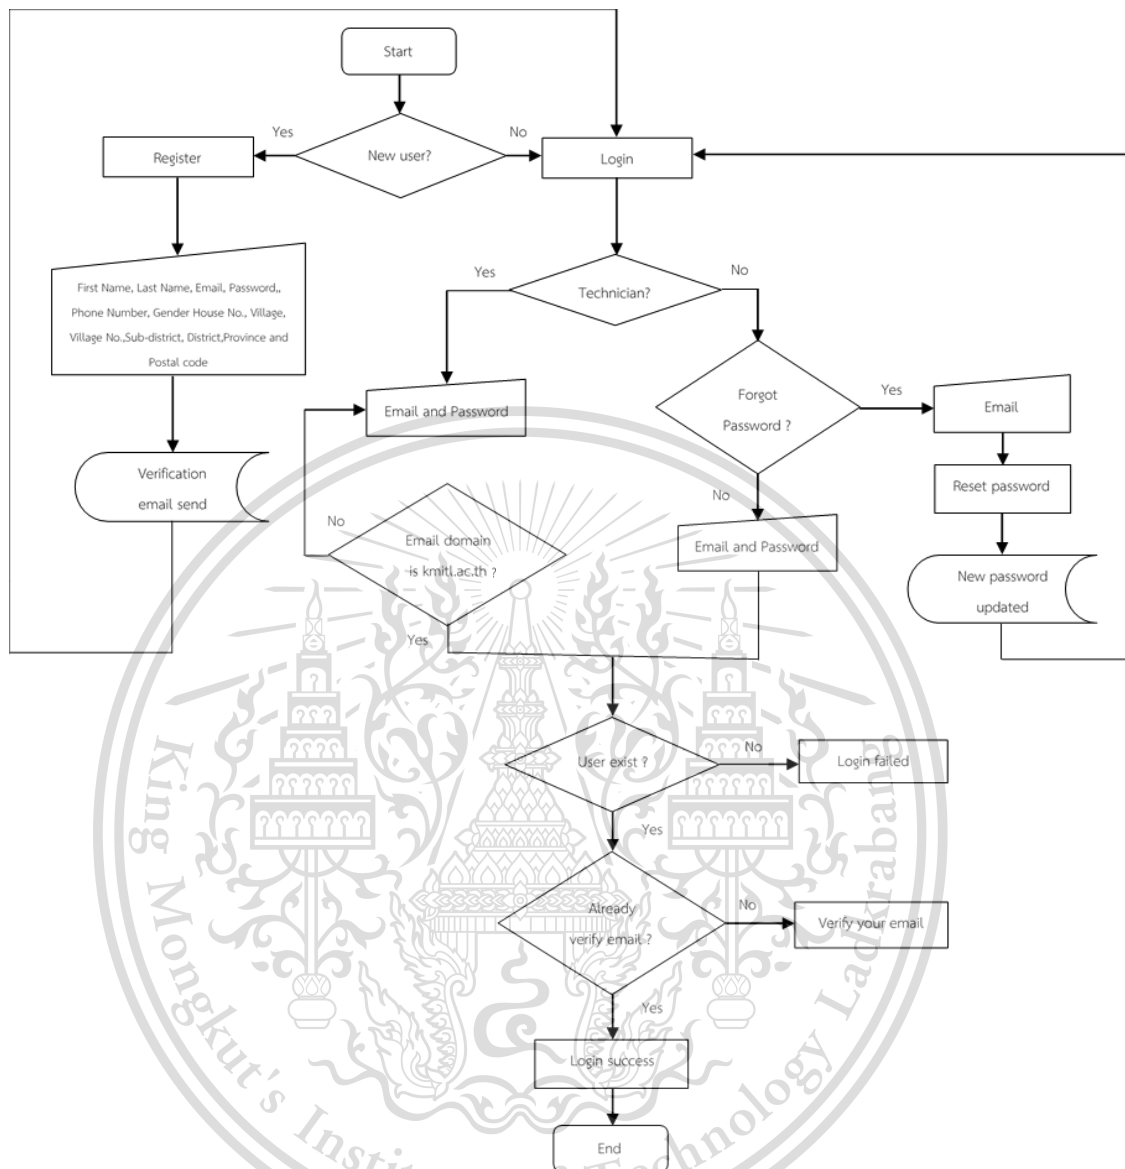 Start
Yes
New user?
No
Register
Login
First Name, Last Name, Email, Password,,
Phone Number, Gender House No., Village,
Village No.,Sub-district, District,Province and
Postal code
Yes
Technician?
No
Email and Password
Forgot
Password ?
Yes
Email
Verification
email send
Reset password
No
No
Email domain
is kmitl.ac.th ?
Email and Password
New password
updated
Yes
User exist ?
No
Login failed
Yes
Already
verify email ?
No
Verify your email
Yes
Login success
End
King Mongkut's Instit Technology Ladkrabang